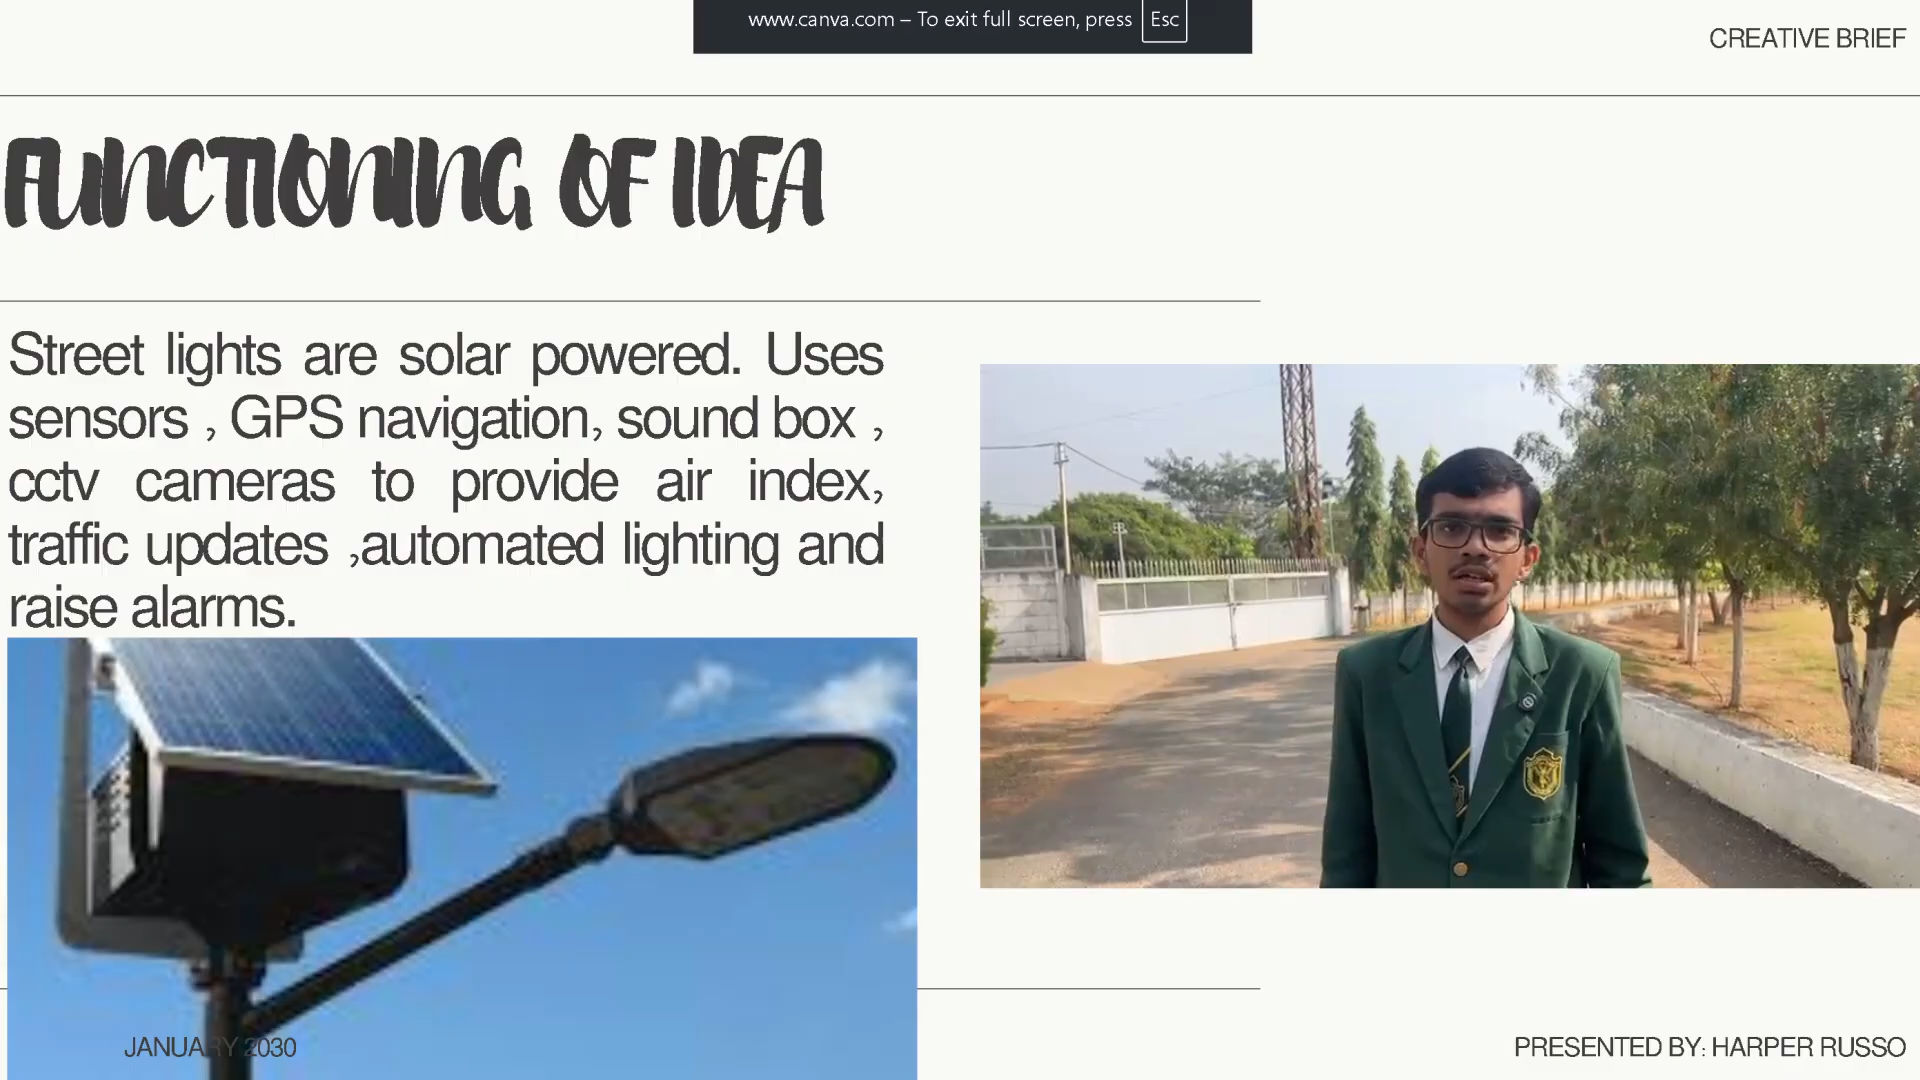 www.canva.com – To exit full screen, press Esc
CREATIVE BRIEF
FUNCTIONING OF IDEA
Street lights are solar powered. Uses
sensors , GPS navigation, sound box ,
cctv cameras to provide air index,
traffic updates ,automated lighting and
raise alarms.
JANUARY 2030
PRESENTED BY: HARPER RUSSO